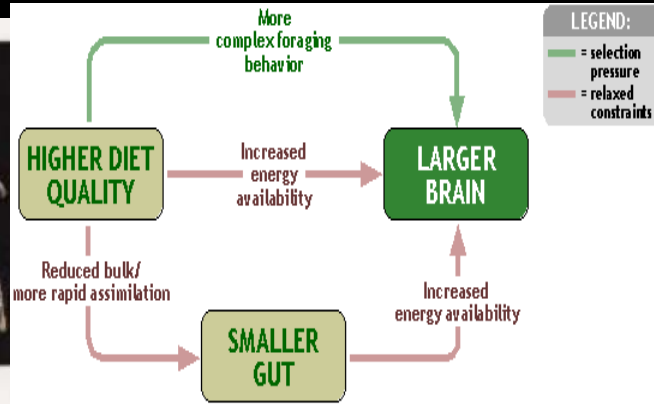 More
complex foraging
behavior
LEGEND:
= selection
pressure
= relaxed
constraints
HIGHER DIET
QUALITY
Increased
energy
availability
LARGER
BRAIN
Reduced bulk/
more rapid assimilation
Increased
energy availability
SMALLER
GUT